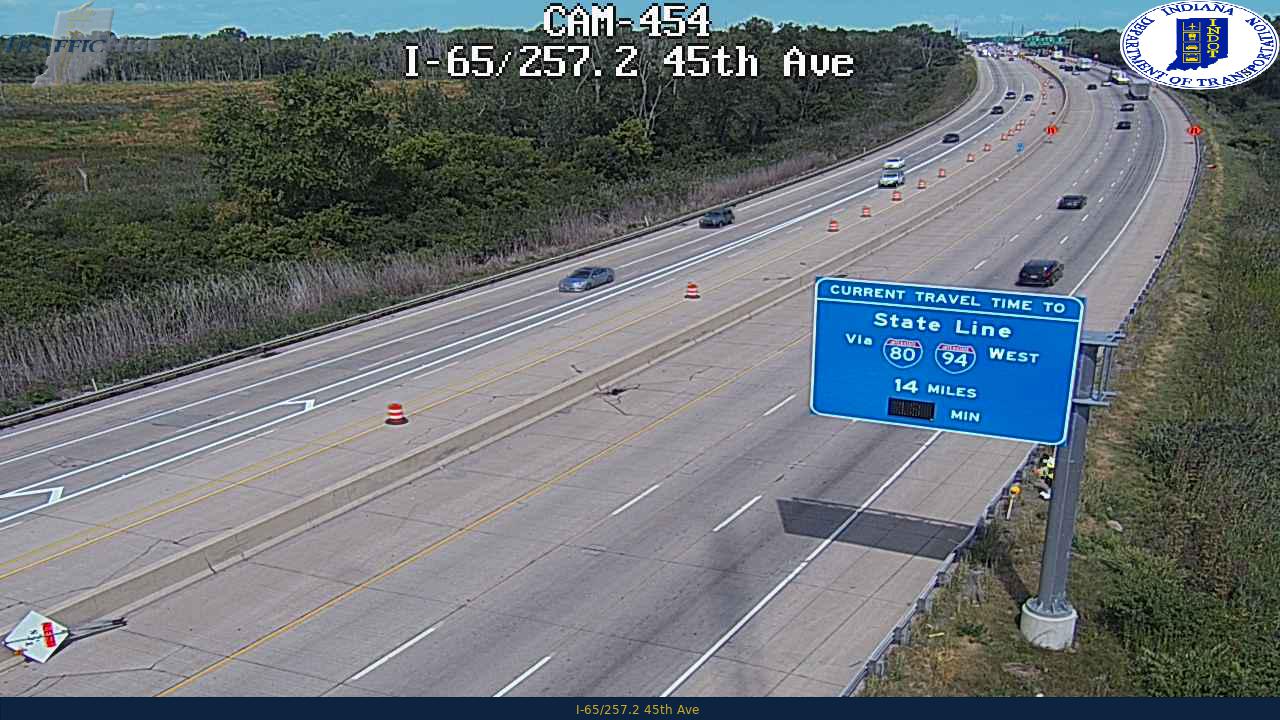 CAM-454
I-65/257.2 45th Ave
TRAFFIC
INDIANA
DEPARTMENT OF TRANSPORTATION
INDOT
CURRENT TRAVEL TIME TO
State Line
Via 80 94 WEST
14 MILES
MIN
I-65/257.2 45th Ave